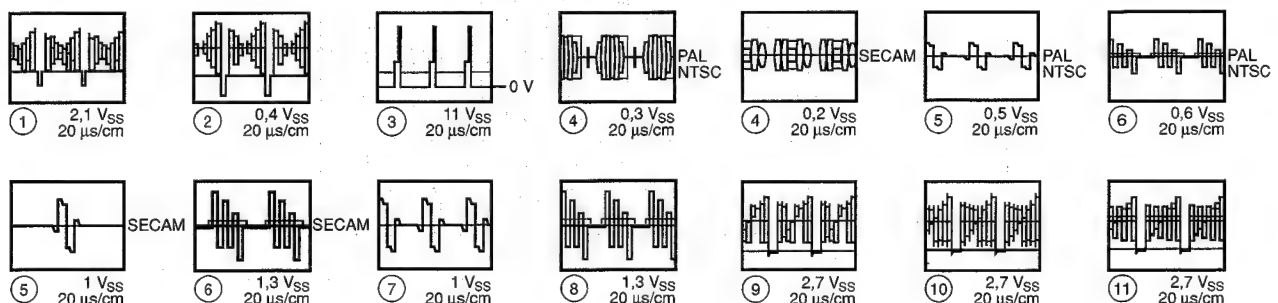 PAL
NTSC
SECAM
PAL
NTSC
PAL
NTSC
0 V
① 2,1 VSS
20 µs/cm
② 0,4 VSS
20 µs/cm
③ 11 VSS
20 µs/cm
④ 0,3 VSS
20 µs/cm
④ 0,2 VSS
20 µs/cm
⑤ 0,5 VSS
20 µs/cm
⑥ 0,6 VSS
20 µs/cm
SECAM
SECAM
⑤ 1 VSS
20 µs/cm
⑥ 1,3 VSS
20 µs/cm
⑦ 1 VSS
20 µs/cm
⑧ 1,3 VSS
20 µs/cm
⑨ 2,7 VSS
20 µs/cm
⑩ 2,7 VSS
20 µs/cm
⑪ 2,7 VSS
20 µs/cm